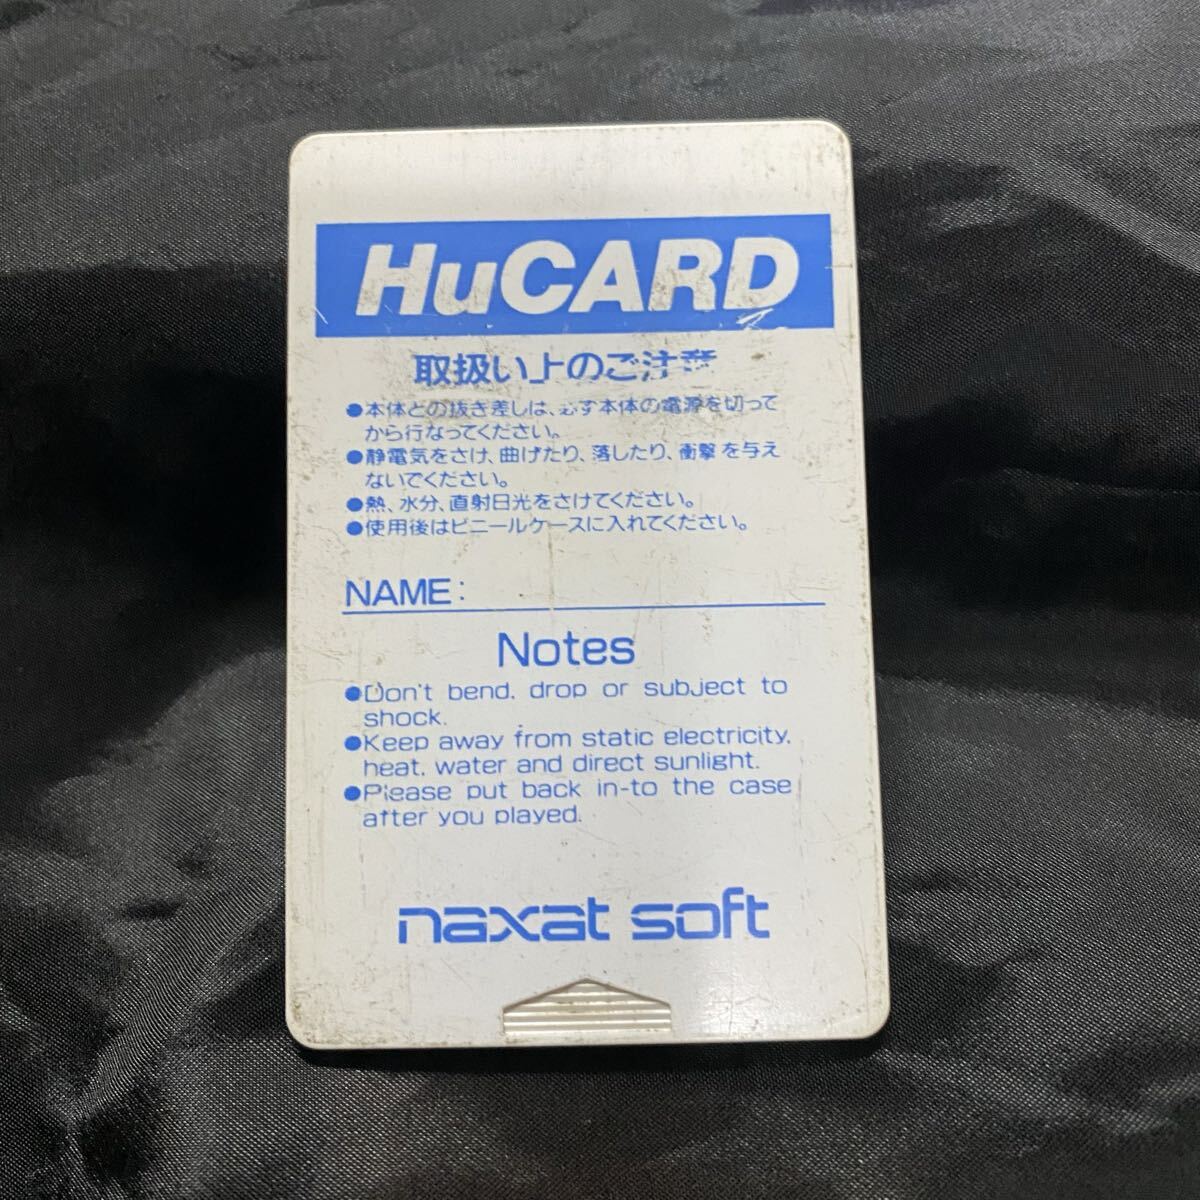 HuCARD
取扱い上のご注意
●本体との抜き差しは、必ず本体の電源を切って
から行なってください。
●静電気をさけ、曲げたり、落したり、衝撃を与え
ないでください。
●熱、水分、直射日光をさけてください。
●使用後はビニールケースに入れてください。
NAME:
Notes
●Don't bend, drop or subject to
shock.
●Keep away from static electricity,
heat, water and direct sunlight.
●Please put back in-to the case
after you played.
naxat soft